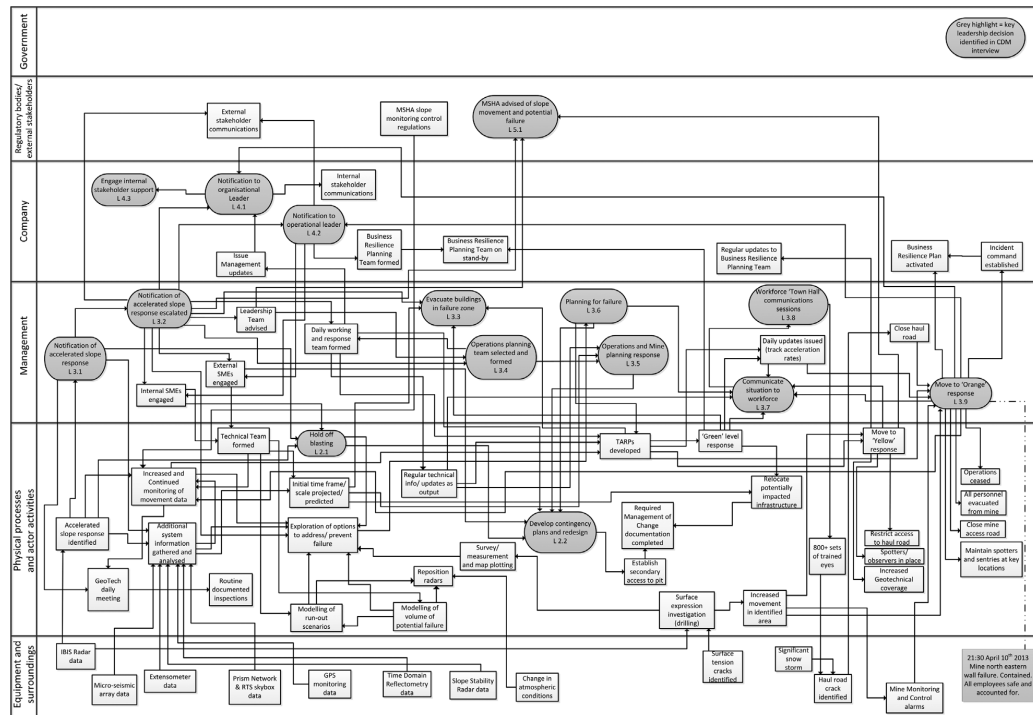 Government
Grey highlight = key
leadership decision
identified in CDM
interview
Regulatory bodies/
external stakeholders
External
stakeholder
communications
MSHA slope
monitoring control
regulations
MSHA advised of slope
movement and potential
failure
L 5.1
Company
Engage internal
stakeholder support
L 4.3
Notification to
organisational
Leader
L 4.1
Internal
stakeholder
communications
Notification to
operational leader
L 4.2
Issue
Management
updates
Business
Resilience
Planning
Team formed
Business Resilience
Planning Team on
stand-by
Regular updates to
Business Resilience
Planning Team
Business
Resilience Plan
activated
Incident
command
established
Management
Notification of
accelerated slope
response escalated
L 3.2
Leadership
Team
advised
Notification of
accelerated slope
response
L 3.1
Daily working
and response
team formed
Evacuate buildings
in failure zone
L 3.3
Operations planning
team selected and
formed
L 3.4
Planning for failure
L 3.6
Operations and Mine
planning response
L 3.5
Workforce 'Town Hall'
communications
sessions
L 3.8
Daily updates issued
(track acceleration
rates)
Close haul
road
Communicate
situation to
workforce
L 3.7
Move to 'Orange'
response
L 3.9
External
SMEs
engaged
Internal SMEs
engaged
Physical processes
and actor activities
Technical Team
formed
Hold off
blasting
L 2.1
TARPs
developed
'Green' level
response
Move to
'Yellow'
response
Increased and
Continued
monitoring of
movement data
Initial time frame/
scale projected/
predicted
Regular technical
info/ updates as
output
Relocate
potentially
impacted
infrastructure
Operations
ceased
All personnel
evacuated
from mine
Accelerated
slope response
identified
Additional
system
information
gathered and
analysed
Exploration of options
to address/ prevent
failure
Develop contingency
plans and redesign
L 2.2
Required
Management of
Change
documentation
completed
Close mine
access road
Restrict access
to haul road
Spotters/
observers in place
Increased
Geotechnical
coverage
Maintain spotters
and sentries at key
locations
800+ sets
of trained
eyes
Survey/
measurement
and map plotting
Establish
secondary
access to pit
GeoTech
daily
meeting
Routine
documented
inspections
Reposition
radars
Modelling of
run-out
scenarios
Modelling of
volume of
potential failure
Surface
expression
investigation
(drilling)
Increased
movement in
identified
area
Equipment and
surroundings
IBIS Radar
data
Micro-seismic
array data
Extensometer
data
Prism Network
& RTS skybox
data
GPS
monitoring
data
Time Domain
Reflectometry
data
Slope Stability
Radar data
Change in
atmospheric
conditions
Surface
tension cracks
identified
Significant
snow
storm
Haul road
crack identified
Mine Monitoring
and Control
alarms
21:30 April 10th 2013
Mine north eastern
wall failure. Contained.
All employees safe and
accounted for.